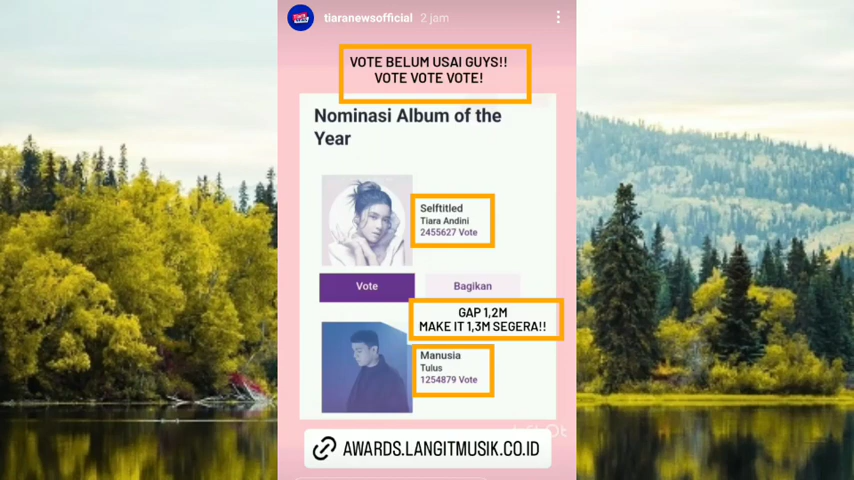 tiaranewsofficial 2 jam
VOTE BELUM USAI GUYS!!
VOTE VOTE VOTE!
Nominasi Album of the
Year
Selftitled
Tiara Andini
2455627 Vote
Vote
Bagikan
GAP 1,2M
MAKE IT 1,3M SEGERA!!
Manusia
Tulus
1254879 Vote
AWARDS.LANGITMUSIK.CO.ID